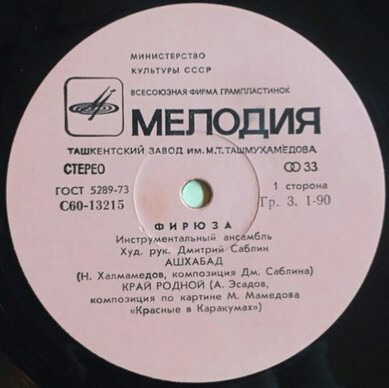 МИНИСТЕРСТВО
КУЛЬТУРЫ СССР
ВСЕСОЮЗНАЯ ФИРМА ГРАМПЛАСТИНОК
МЕЛОДИЯ
ТАШКЕНТСКИЙ ЗАВОД ИМ. М.Т. ТАШМУХАМЕДОВА
СТЕРЕО 33
ГОСТ 5289-73 1 сторона
С60-13215 Гр. 3. 1-90
ФИРЮЗА
Инструментальный ансамбль
Худ. рук. Дмитрий Саблин
АШХАБАД
(Н. Халмамедов, композиция Дм. Саблина)
КРАЙ РОДНОЙ (А. Эсадов,
композиция по картине М. Мамедова
«Красные в Каракумах»)